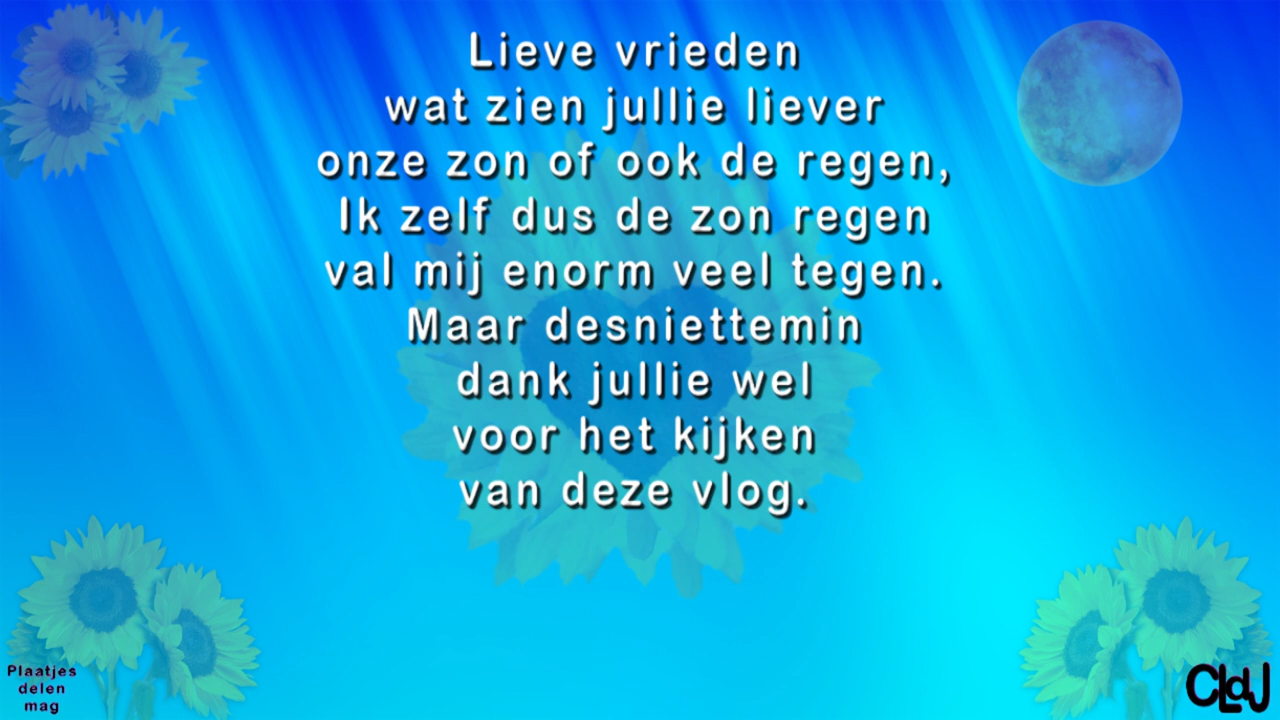 Lieve vrieden
wat zien jullie liever
onze zon of ook de regen,
Ik zelf dus de zon regen
val mij enorm veel tegen.
Maar desniettemin
dank jullie wel
voor het kijken
van deze vlog.
Plaatjes
delen
mag
CLdJ